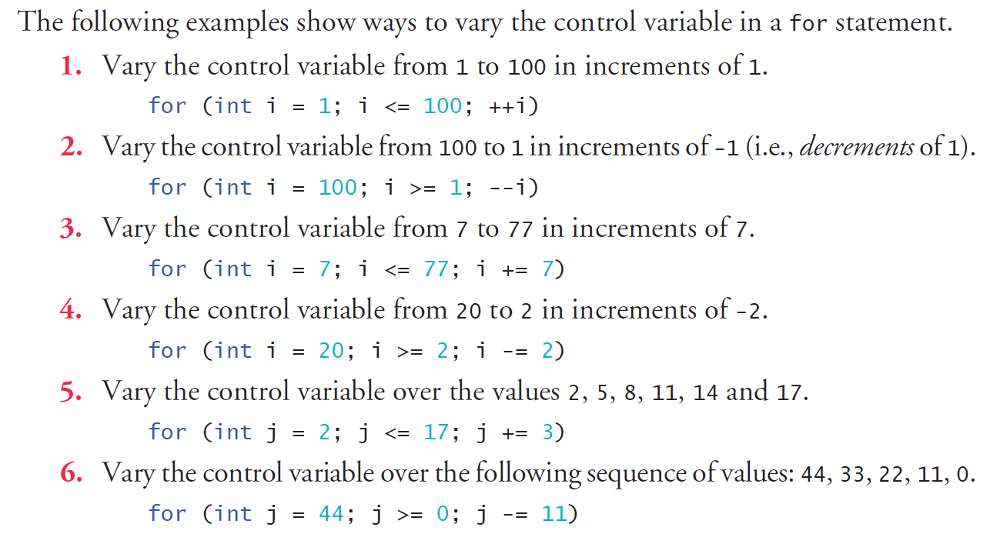 The following examples show ways to vary the control variable in a for statement.
1. Vary the control variable from 1 to 100 in increments of 1.
for (int i = 1; i <= 100; ++i)
2. Vary the control variable from 100 to 1 in increments of -1 (i.e., decrements of 1).
for (int i = 100; i >= 1; --i)
3. Vary the control variable from 7 to 77 in increments of 7.
for (int i = 7; i <= 77; i += 7)
4. Vary the control variable from 20 to 2 in increments of -2.
for (int i = 20; i >= 2; i -= 2)
5. Vary the control variable over the values 2, 5, 8, 11, 14 and 17.
for (int j = 2; j <= 17; j += 3)
6. Vary the control variable over the following sequence of values: 44, 33, 22, 11, 0.
for (int j = 44; j >= 0; j -= 11)